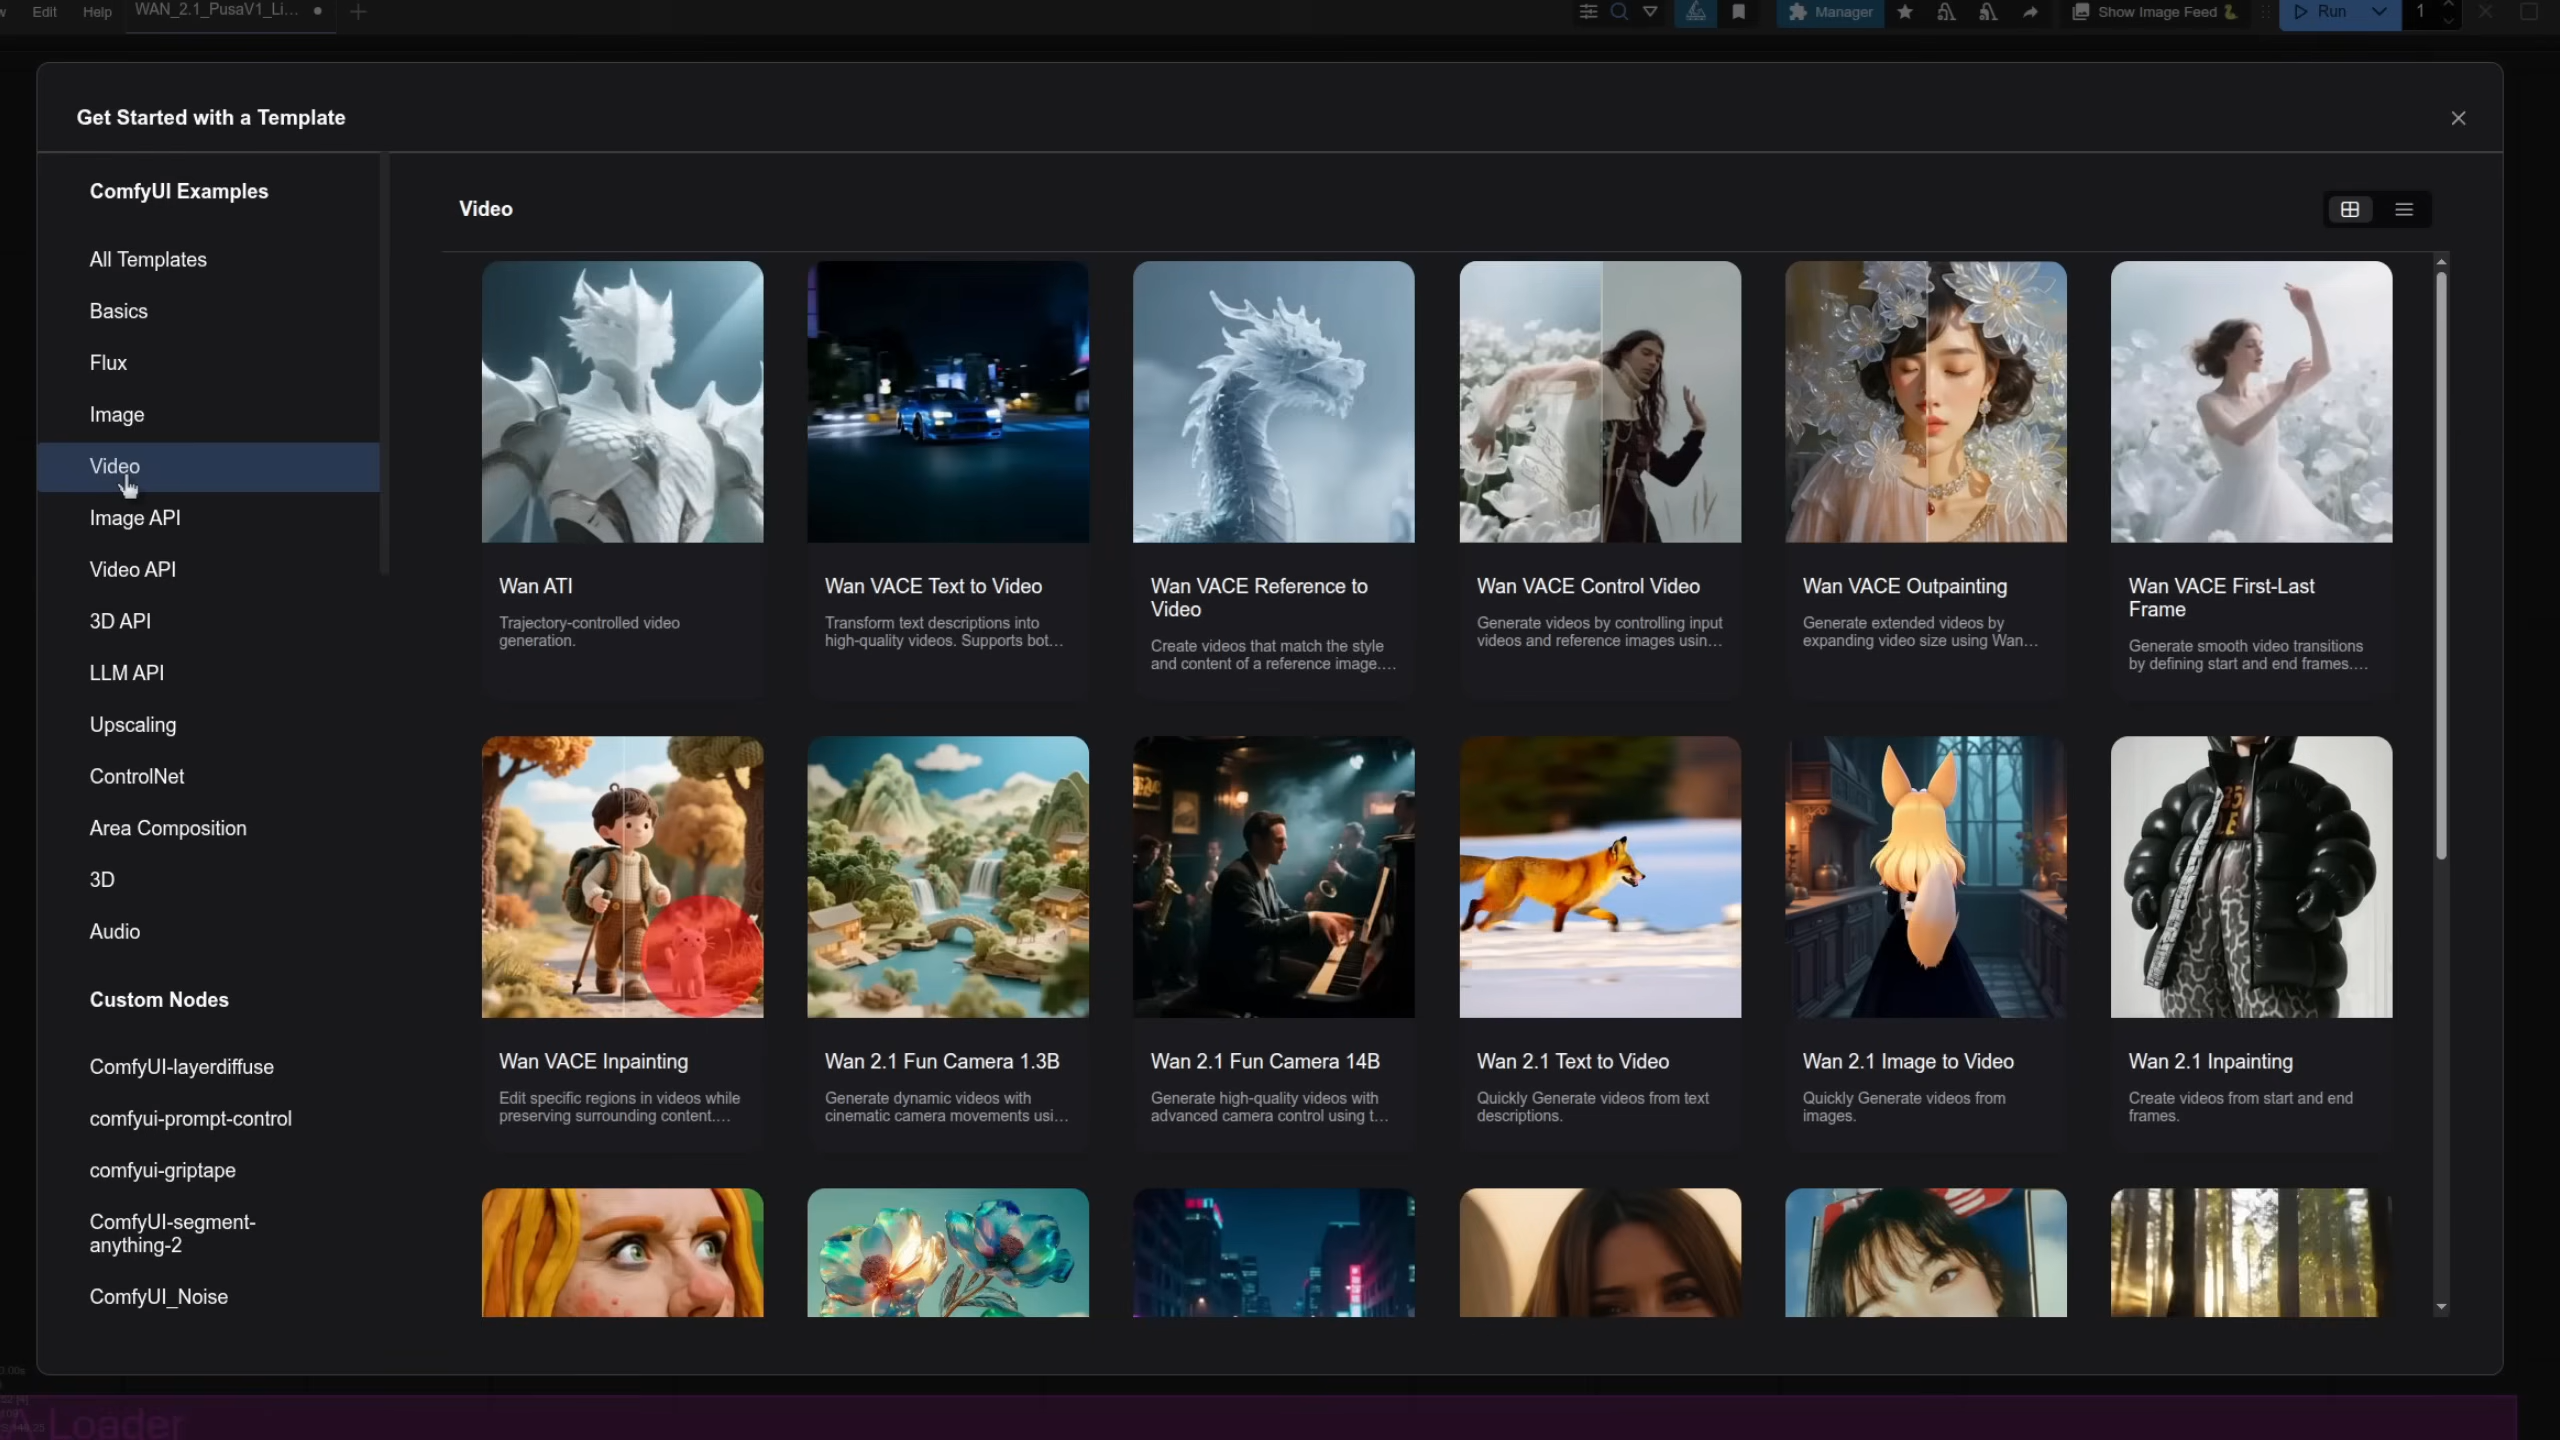 Edit Help WAN_2.1_PusaV1_Li... Manager Show Image Feed Run 1
Get Started with a Template
ComfyUI Examples
All Templates
Basics
Flux
Image
Video
Image API
Video API
3D API
LLM API
Upscaling
ControlNet
Area Composition
3D
Audio
Custom Nodes
ComfyUI-layerdiffuse
comfyui-prompt-control
comfyui-griptape
ComfyUI-segment-
anything-2
ComfyUI_Noise
Video
Wan ATI
Trajectory-controlled video
generation.
Wan VACE Text to Video
Transform text descriptions into
high-quality videos. Supports bot...
Wan VACE Reference to
Video
Create videos that match the style
and content of a reference image....
Wan VACE Control Video
Generate videos by controlling input
videos and reference images usin...
Wan VACE Outpainting
Generate extended videos by
expanding video size using Wan...
Wan VACE First-Last
Frame
Generate smooth video transitions
by defining start and end frames....
Wan VACE Inpainting
Edit specific regions in videos while
preserving surrounding content....
Wan 2.1 Fun Camera 1.3B
Generate dynamic videos with
cinematic camera movements usi...
Wan 2.1 Fun Camera 14B
Generate high-quality videos with
advanced camera control using t...
Wan 2.1 Text to Video
Quickly Generate videos from text
descriptions.
Wan 2.1 Image to Video
Quickly Generate videos from
images.
Wan 2.1 Inpainting
Create videos from start and end
frames.
Loader